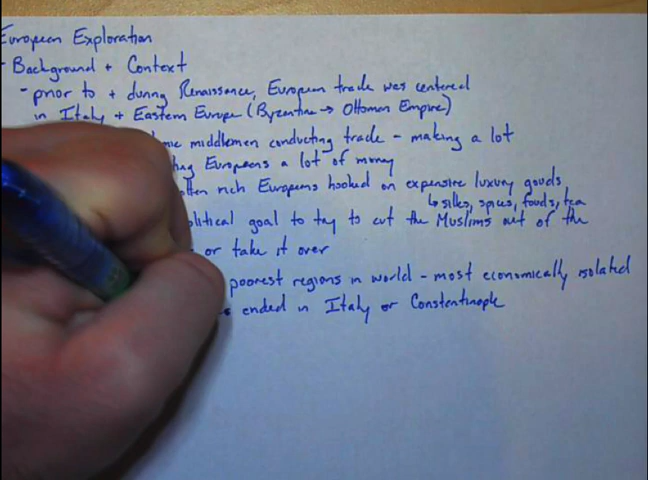 European Exploration
- Background + Context
- prior to + during Renaissance, European trade was centered
in Italy + Eastern Europe (Byzantine → Ottoman Empire)
middlemen conducting trade - making a lot
Europeans a lot of money
rich Europeans hooked on expensive luxury goods
↳ silks, spices, foods, tea
goal to try to cut the Muslims out of the
or take it over
poorest regions in world - most economically isolated
ended in Italy or Constantinople